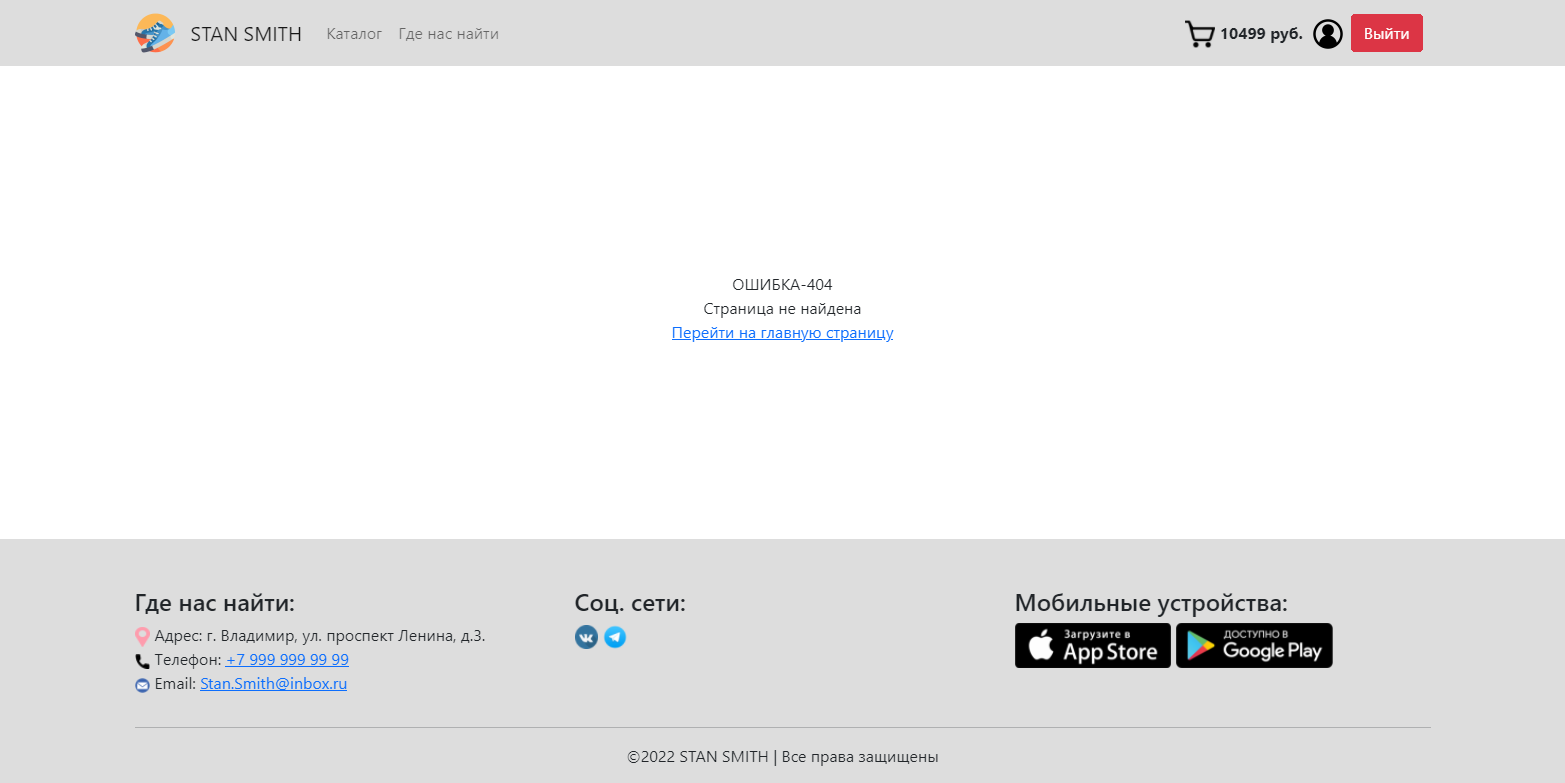 STAN SMITH Каталог Где нас найти 10499 руб. Выйти
ОШИБКА-404
Страница не найдена
Перейти на главную страницу
Где нас найти:
Адрес: г. Владимир, ул. проспект Ленина, д.3.
Телефон: +7 999 999 99 99
Email: Stan.Smith@inbox.ru
Соц. сети:
Мобильные устройства:
Загрузите в
App Store
ДОСТУПНО В
Google Play
©2022 STAN SMITH | Все права защищены